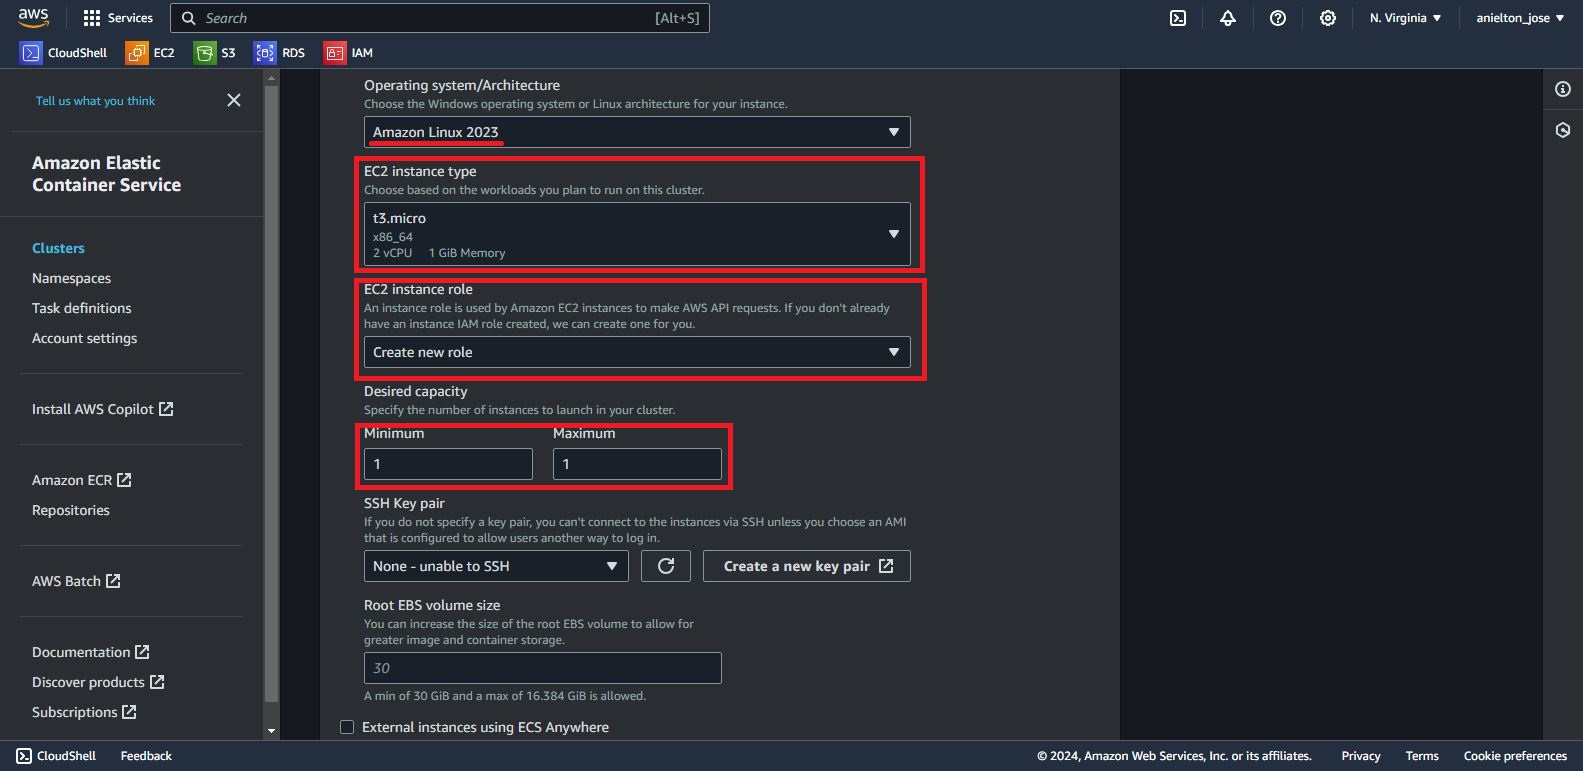 aws
Services
Search
[Alt+S]
N. Virginia
anielton_jose
CloudShell
EC2
S3
RDS
IAM
Tell us what you think
Amazon Elastic
Container Service
Clusters
Namespaces
Task definitions
Account settings
Install AWS Copilot
Amazon ECR
Repositories
AWS Batch
Documentation
Discover products
Subscriptions
Operating system/Architecture
Choose the Windows operating system or Linux architecture for your instance.
Amazon Linux 2023
EC2 instance type
Choose based on the workloads you plan to run on this cluster.
t3.micro
x86_64
2 vCPU 1 GiB Memory
EC2 instance role
An instance role is used by Amazon EC2 instances to make AWS API requests. If you don't already
have an instance IAM role created, we can create one for you.
Create new role
Desired capacity
Specify the number of instances to launch in your cluster.
Minimum Maximum
1 1
SSH Key pair
If you do not specify a key pair, you can't connect to the instances via SSH unless you choose an AMI
that is configured to allow users another way to log in.
None - unable to SSH
Create a new key pair
Root EBS volume size
You can increase the size of the root EBS volume to allow for
greater image and container storage.
30
A min of 30 GiB and a max of 16.384 GiB is allowed.
External instances using ECS Anywhere
CloudShell
Feedback
© 2024, Amazon Web Services, Inc. or its affiliates.
Privacy
Terms
Cookie preferences